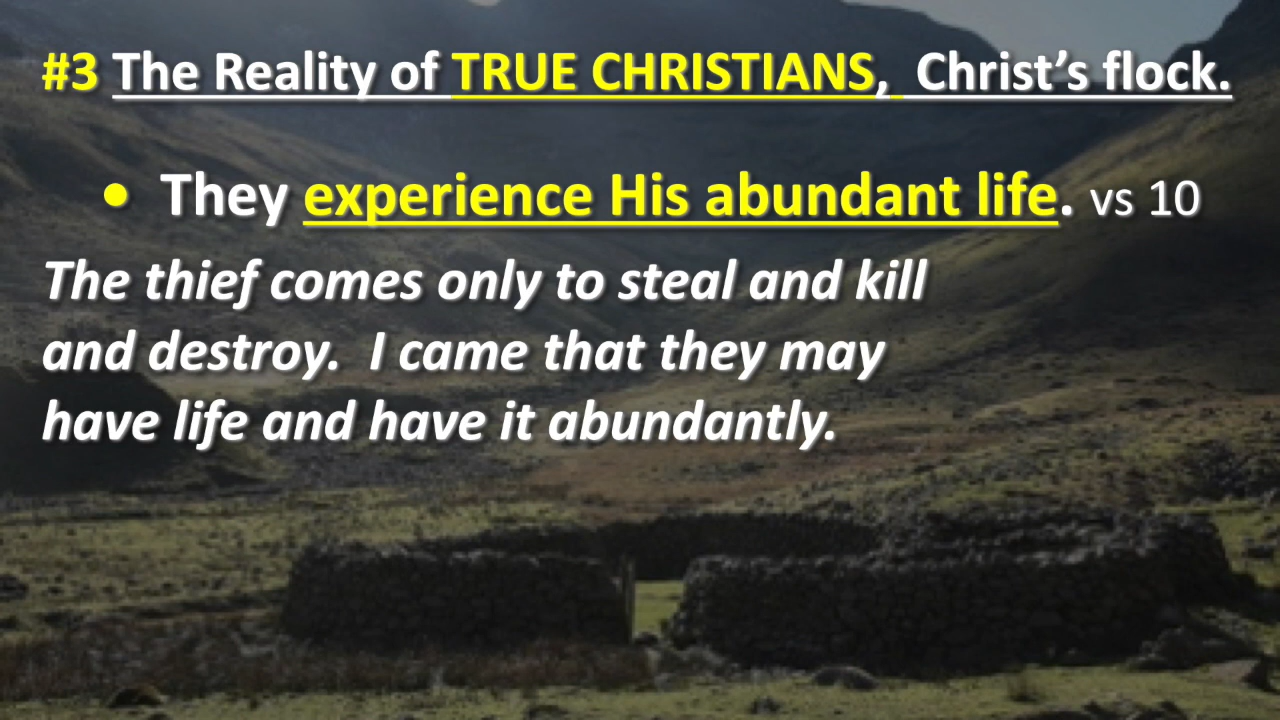 #3 The Reality of TRUE CHRISTIANS,  Christ’s flock.
• They experience His abundant life. vs 10
The thief comes only to steal and kill
and destroy.  I came that they may
have life and have it abundantly.